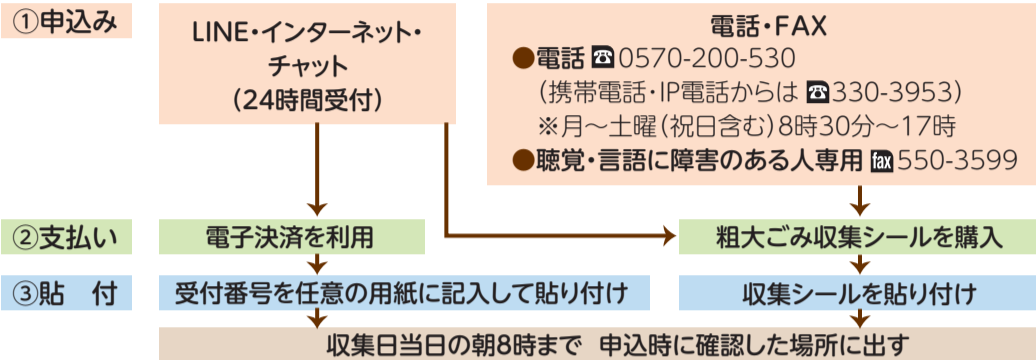 ①申込み
LINE・インターネット・
チャット
(24時間受付)
電話・FAX
●電話☎0570-200-530
(携帯電話・IP電話からは ☎330-3953)
※月〜土曜(祝日含む)8時30分〜17時
●聴覚・言語に障害のある人専用 fax 550-3599
②支払い
電子決済を利用
粗大ごみ収集シールを購入
③貼　付
受付番号を任意の用紙に記入して貼り付け
収集シールを貼り付け
収集日当日の朝8時まで 申込時に確認した場所に出す